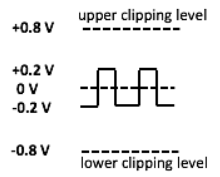 upper clipping level
+0.8 V
+0.2 V
0 V
-0.2 V
-0.8 V
lower clipping level